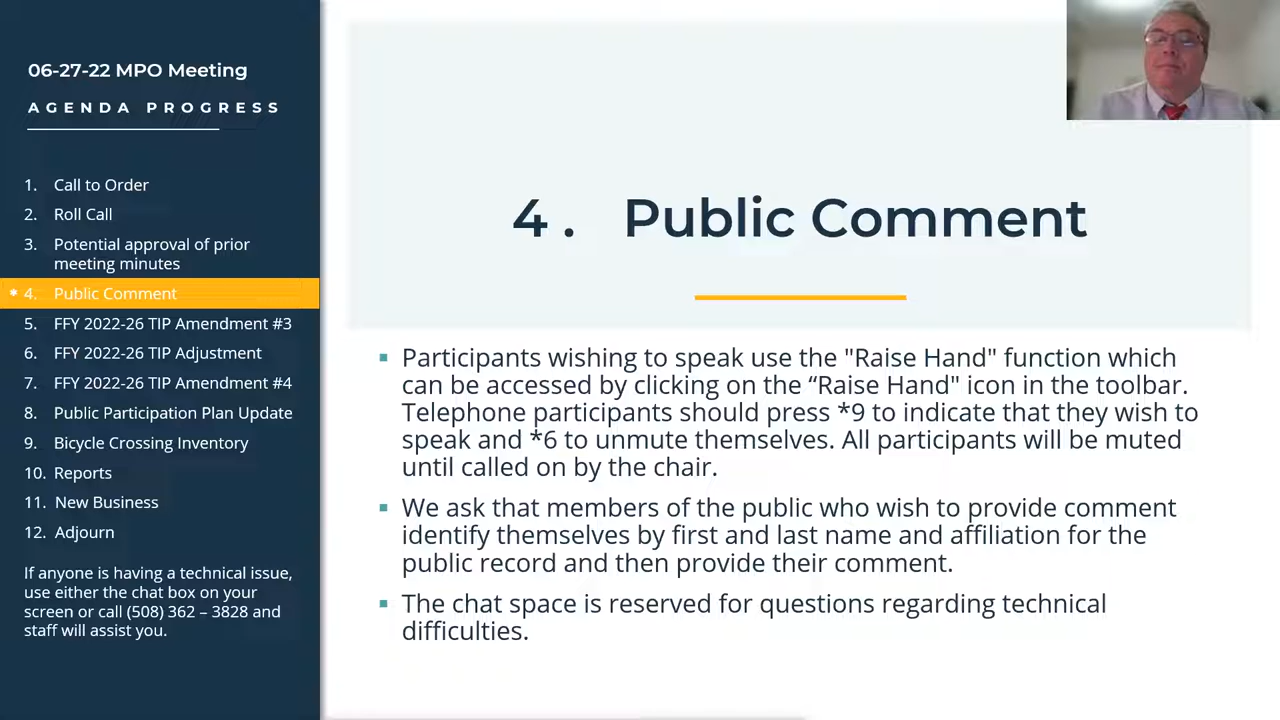 06-27-22 MPO Meeting
AGENDA PROGRESS
1. Call to Order
2. Roll Call
3. Potential approval of prior
meeting minutes
* 4. Public Comment
5. FFY 2022-26 TIP Amendment #3
6. FFY 2022-26 TIP Adjustment
7. FFY 2022-26 TIP Amendment #4
8. Public Participation Plan Update
9. Bicycle Crossing Inventory
10. Reports
11. New Business
12. Adjourn
If anyone is having a technical issue,
use either the chat box on your
screen or call (508) 362 – 3828 and
staff will assist you.
4. Public Comment
▪ Participants wishing to speak use the "Raise Hand" function which
can be accessed by clicking on the “Raise Hand" icon in the toolbar.
Telephone participants should press *9 to indicate that they wish to
speak and *6 to unmute themselves. All participants will be muted
until called on by the chair.
▪ We ask that members of the public who wish to provide comment
identify themselves by first and last name and affiliation for the
public record and then provide their comment.
▪ The chat space is reserved for questions regarding technical
difficulties.